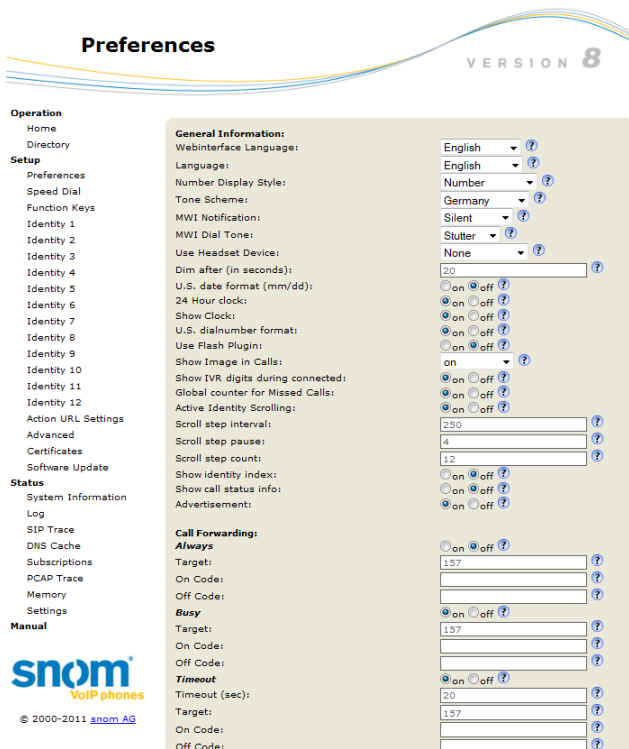 Preferences
VERSION 8
Operation
Home
Directory
Setup
Preferences
Speed Dial
Function Keys
Identity 1
Identity 2
Identity 3
Identity 4
Identity 5
Identity 6
Identity 7
Identity 8
Identity 9
Identity 10
Identity 11
Identity 12
Action URL Settings
Advanced
Certificates
Software Update
Status
System Information
Log
SIP Trace
DNS Cache
Subscriptions
PCAP Trace
Memory
Settings
Manual
snom
VoIP phones
© 2000-2011 snom AG
General Information:
Webinterface Language: English ?
Language: English ?
Number Display Style: Number ?
Tone Scheme: Germany ?
MWI Notification: Silent ?
MWI Dial Tone: Stutter ?
Use Headset Device: None ?
Dim after (in seconds): 20 ?
U.S. date format (mm/dd): on off ?
24 Hour clock: on off ?
Show Clock: on off ?
U.S. dialnumber format: on off ?
Use Flash Plugin: on off ?
Show Image in Calls: on ?
Show IVR digits during connected: on off ?
Global counter for Missed Calls: on off ?
Active Identity Scrolling: on off ?
Scroll step interval: 250 ?
Scroll step pause: 4 ?
Scroll step count: 12 ?
Show identity index: on off ?
Show call status info: on off ?
Advertisement: on off ?
Call Forwarding:
Always on off ?
Target: 157 ?
On Code: ?
Off Code: ?
Busy on off ?
Target: 157 ?
On Code: ?
Off Code: ?
Timeout on off ?
Timeout (sec): 20 ?
Target: 157 ?
On Code: ?
Off Code: ?